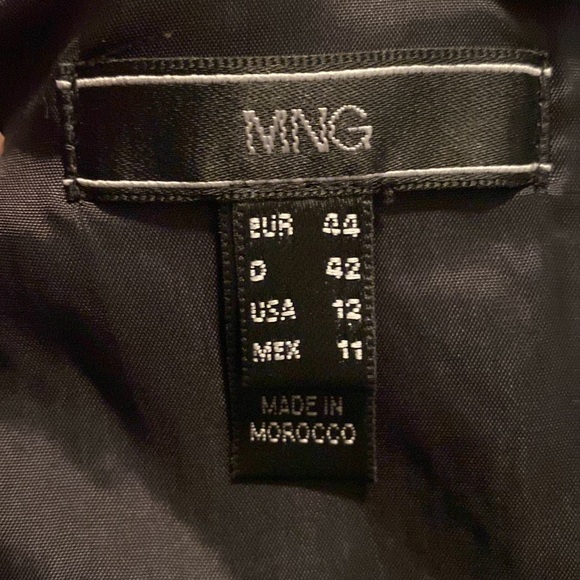 MNG
EUR 44
D 42
USA 12
MEX 11
MADE IN
MOROCCO